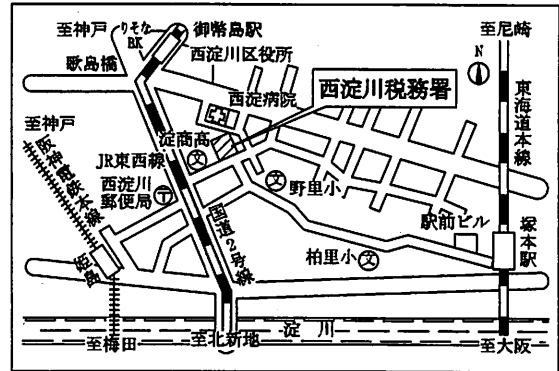 至神戸
りそな
BK
御幣島駅
至尼崎
西淀川区役所
N
歌島橋
西淀病院
西淀川税務署
東海道本線
至神戸
淀商高
文
JR東西線
阪神電鉄本線
西淀川
郵便局
〒
文
野里小
国道2号線
駅前ビル
塚本駅
柏里小
文
姫島
淀川
至梅田
至北新地
至大阪